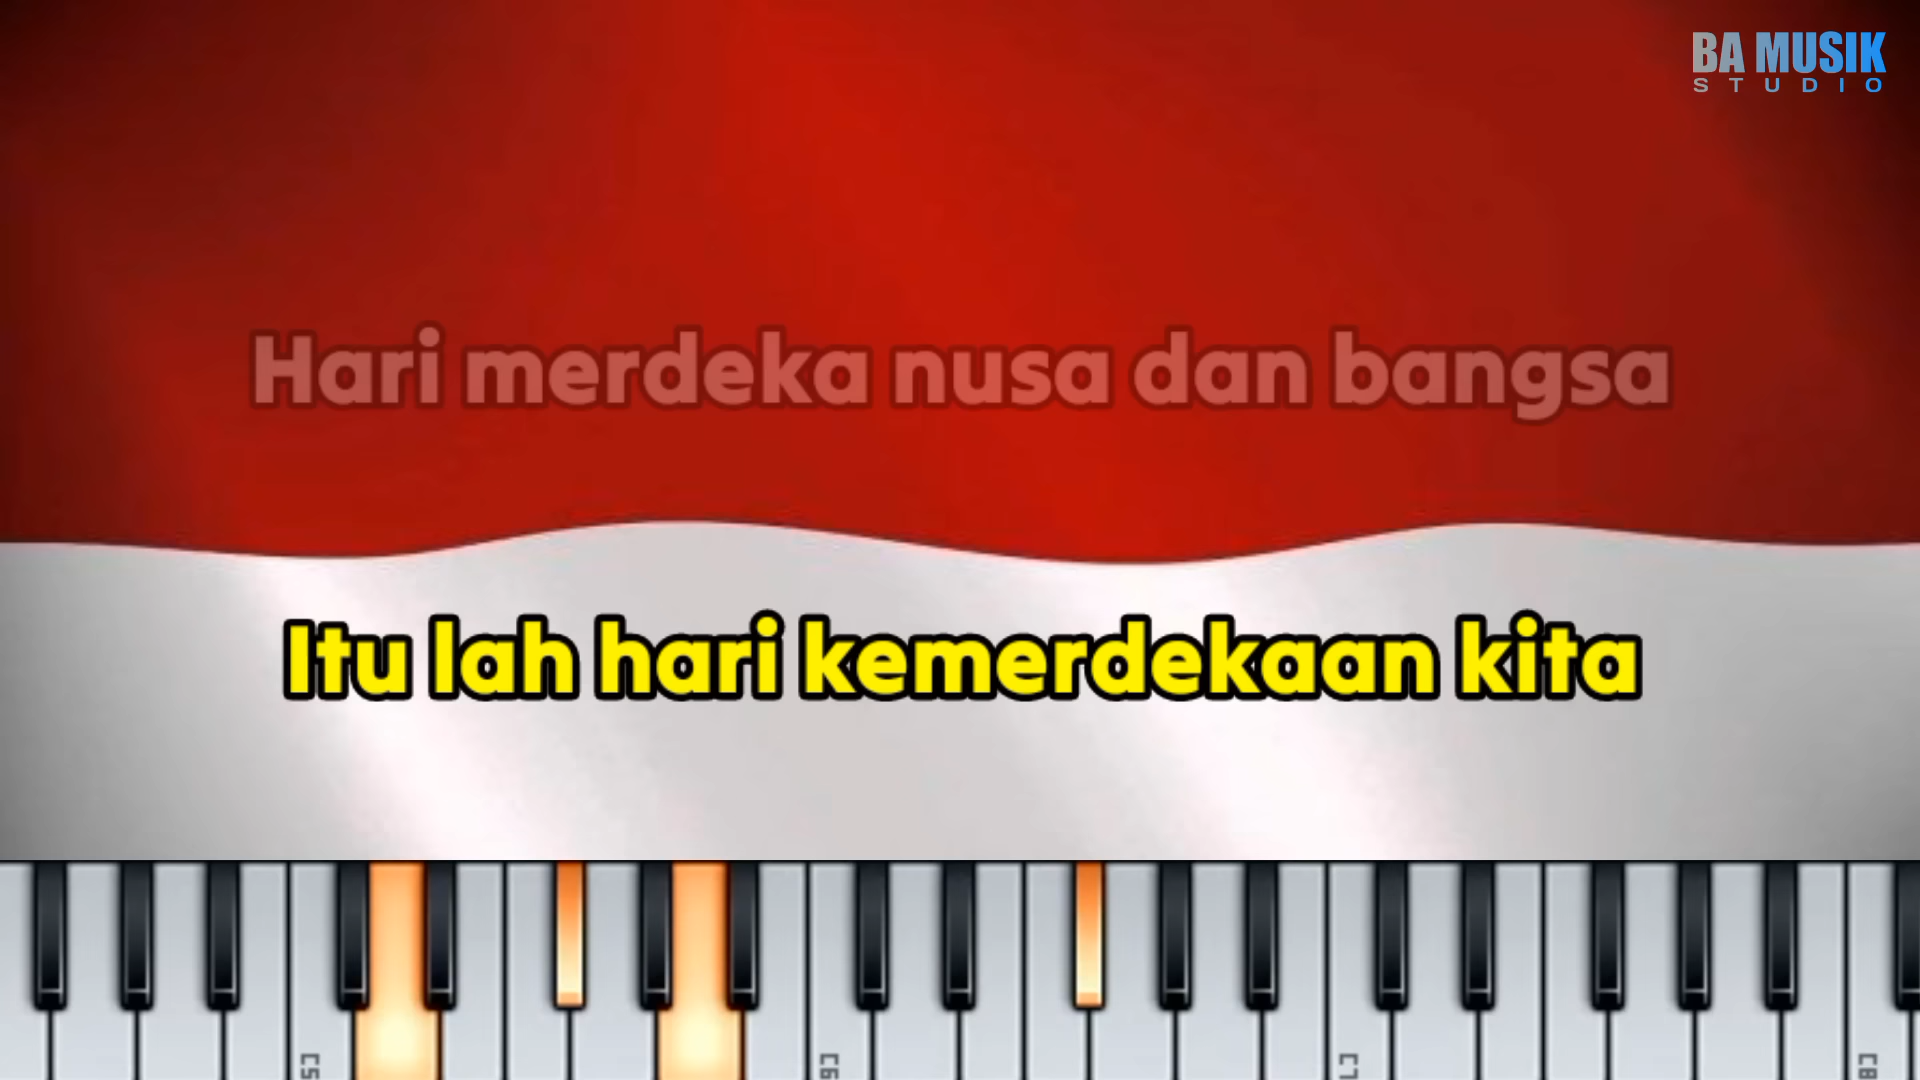 BA MUSIK
STUDIO
Hari merdeka nusa dan bangsa
Itu lah hari kemerdekaan kita
C5
C6
C7
C8